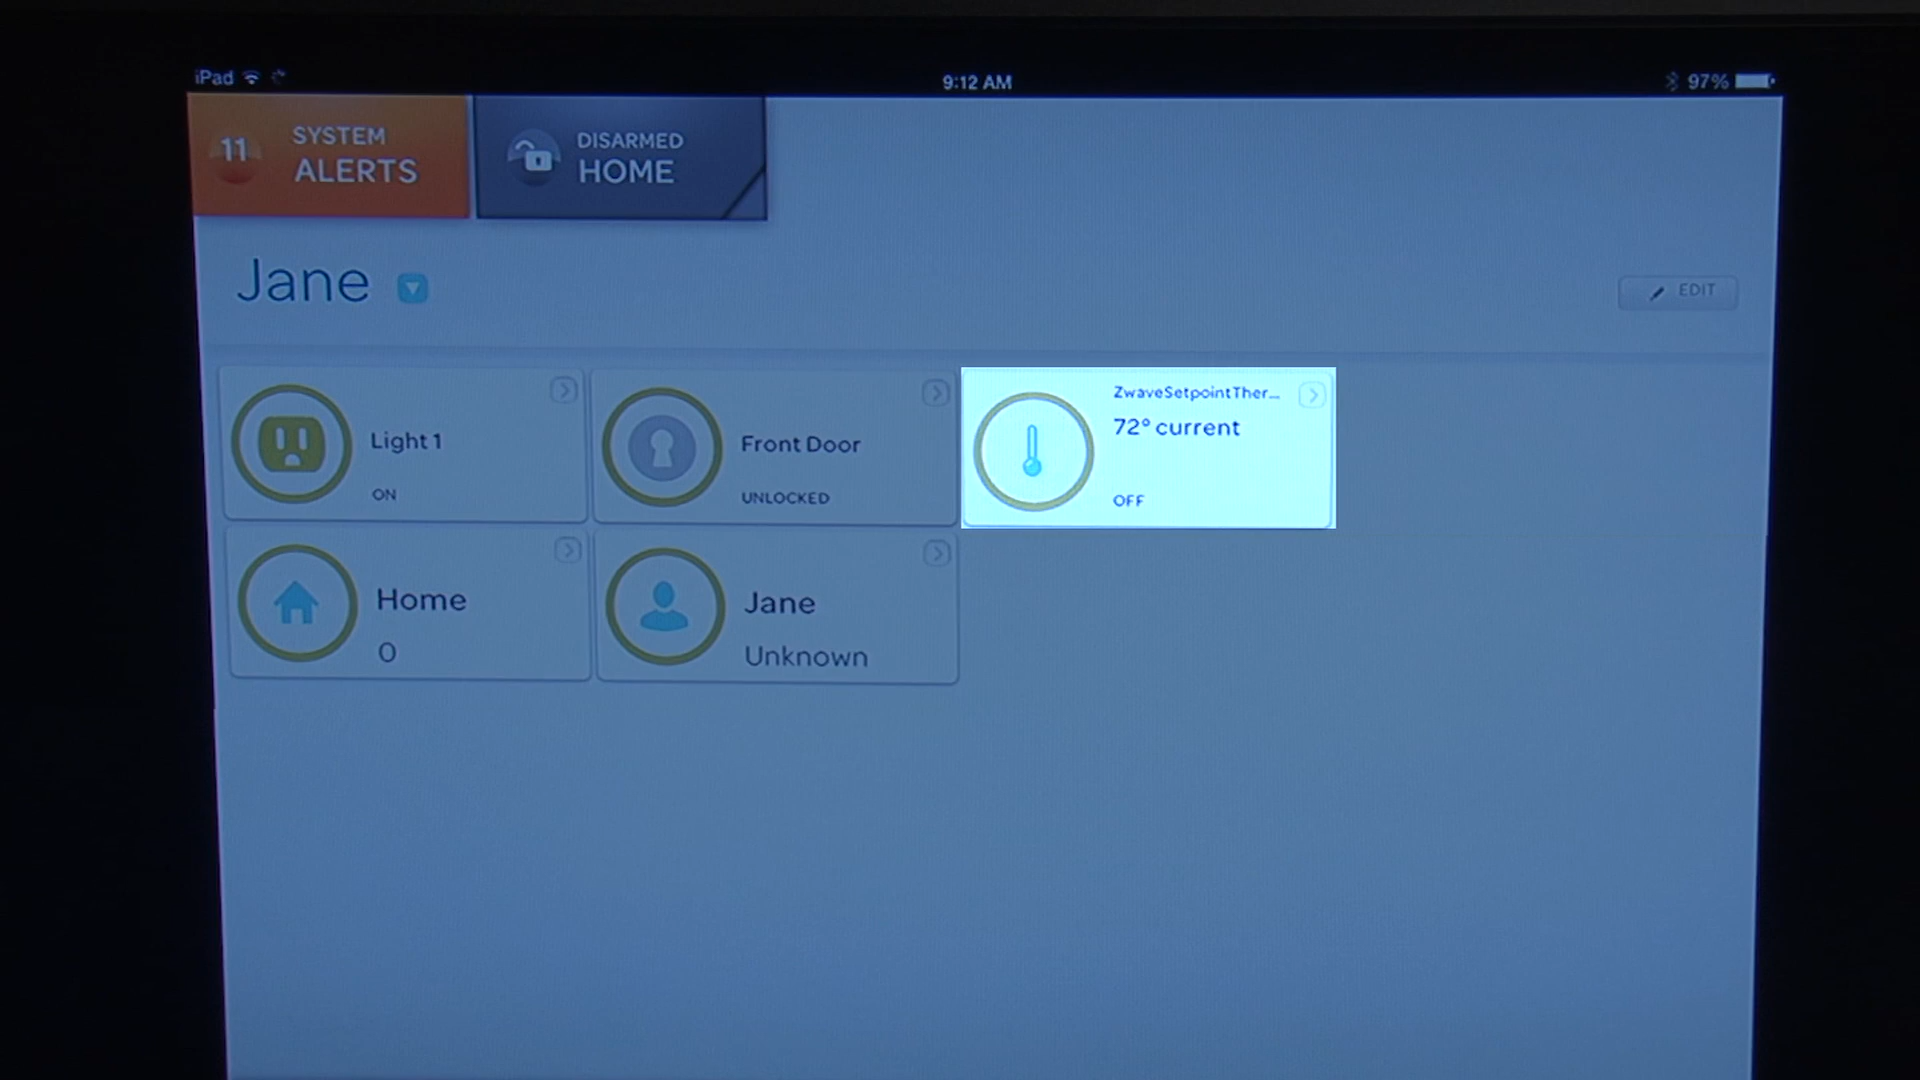 iPad
9:12 AM
97%
11
SYSTEM
ALERTS
DISARMED
HOME
Jane
EDIT
Light 1
ON
Front Door
UNLOCKED
ZwaveSetpointTher...
72° current
OFF
Home
0
Jane
Unknown